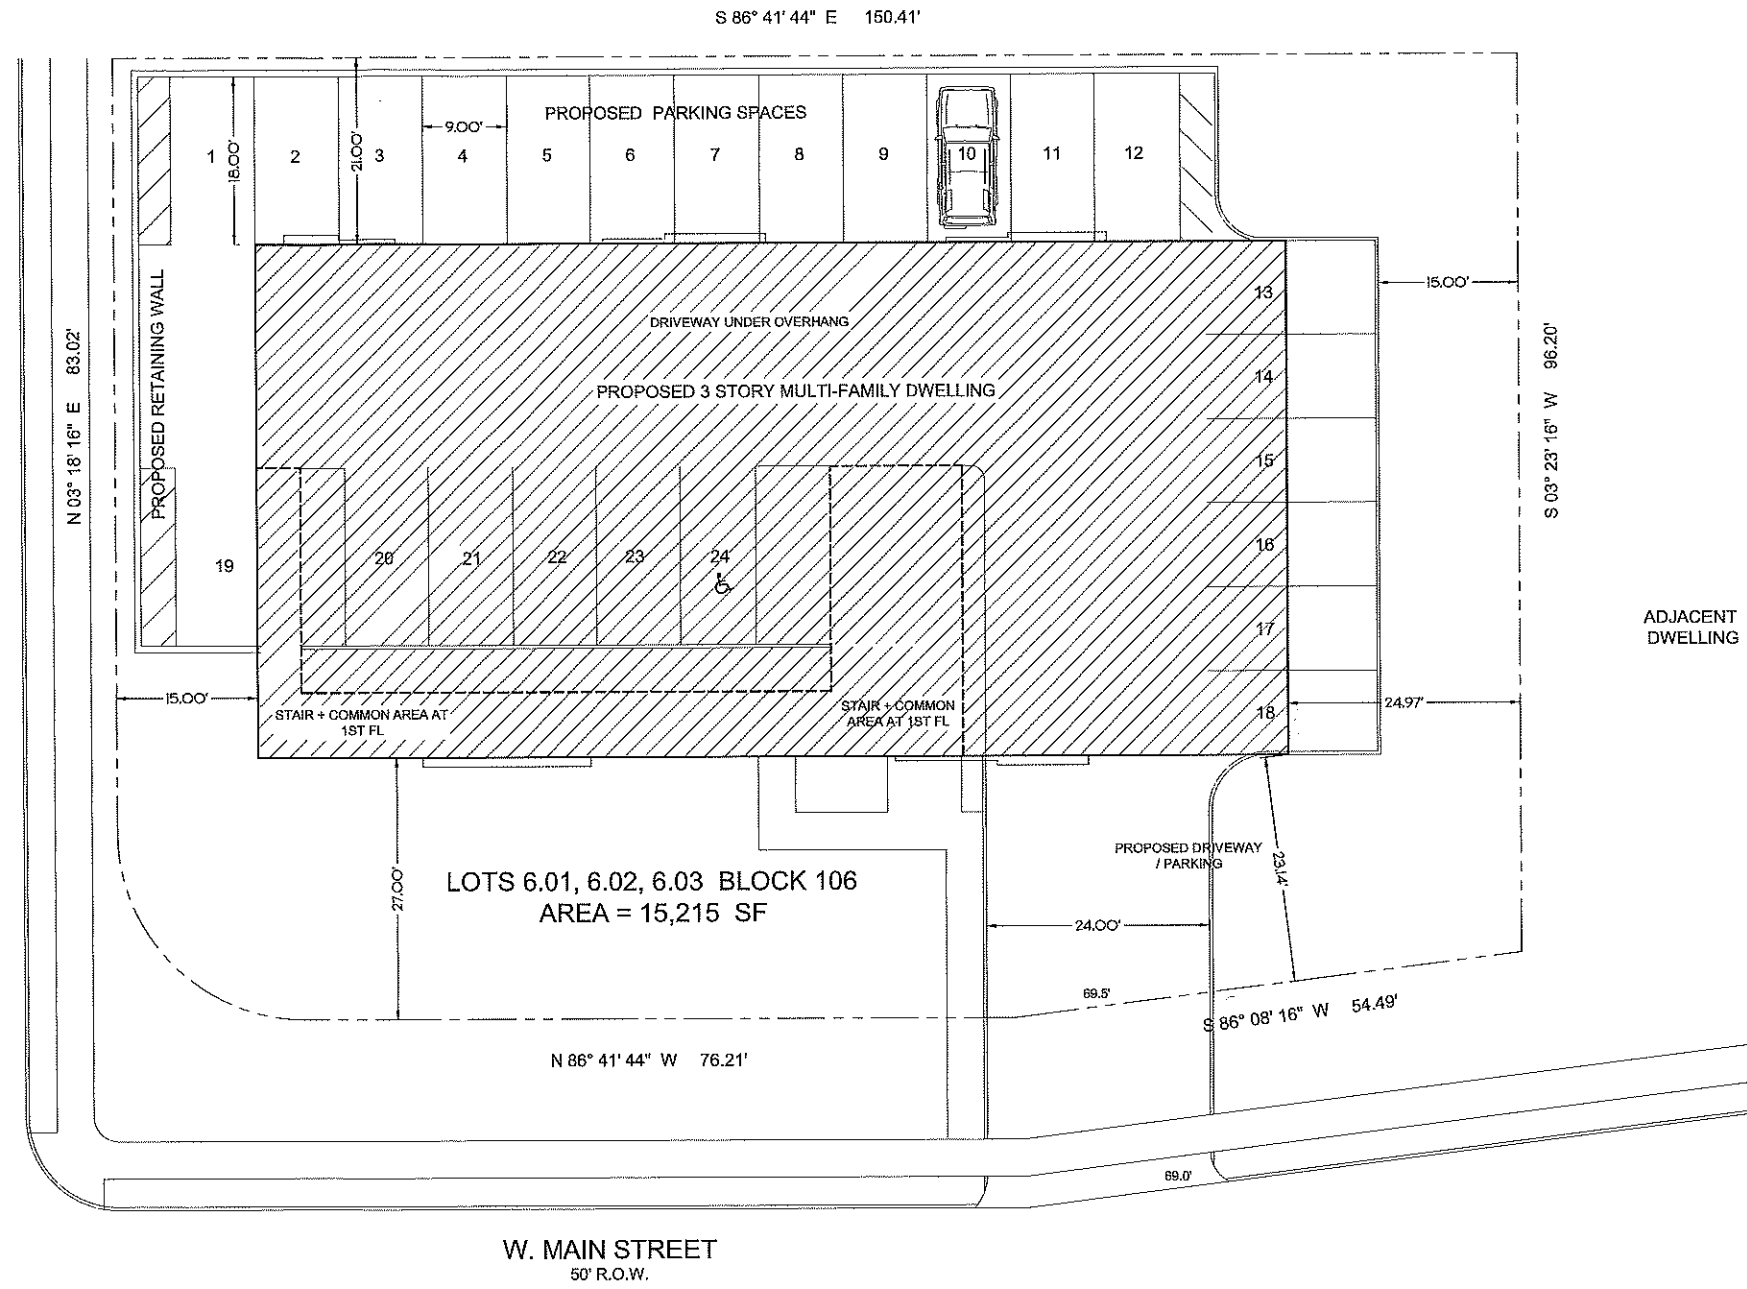 S 86° 41' 44" E 150.41'
PROPOSED PARKING SPACES
9.00'
18.00'
21.00'
1 2 3 4 5 6 7 8 9 10 11 12
13
15.00'
DRIVEWAY UNDER OVERHANG
PROPOSED 3 STORY MULTI-FAMILY DWELLING
14
15
16
17
18
PROPOSED RETAINING WALL
N 03° 18' 16" E 83.02'
S 03° 23' 16" W 96.20'
19 20 21 22 23 24
ADJACENT
DWELLING
15.00'
24.97'
STAIR + COMMON AREA AT
1ST FL
STAIR + COMMON
AREA AT 1ST FL
PROPOSED DRIVEWAY
/ PARKING
23.14'
27.00'
LOTS 6.01, 6.02, 6.03 BLOCK 106
AREA = 15,215 SF
24.00'
69.5'
S 86° 08' 16" W 54.49'
N 86° 41' 44" W 76.21'
69.0'
W. MAIN STREET
50' R.O.W.